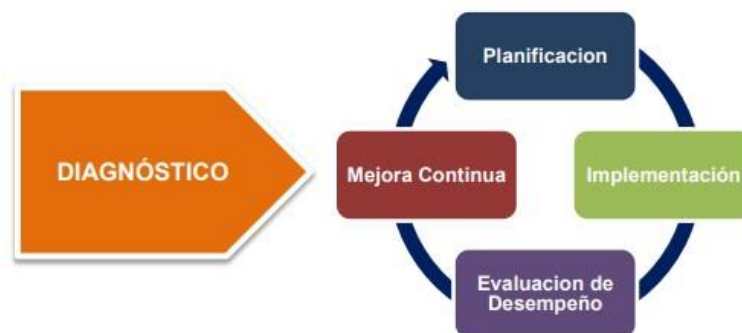 DIAGNÓSTICO
Planificacion
Implementación
Evaluacion de
Desempeño
Mejora Continua